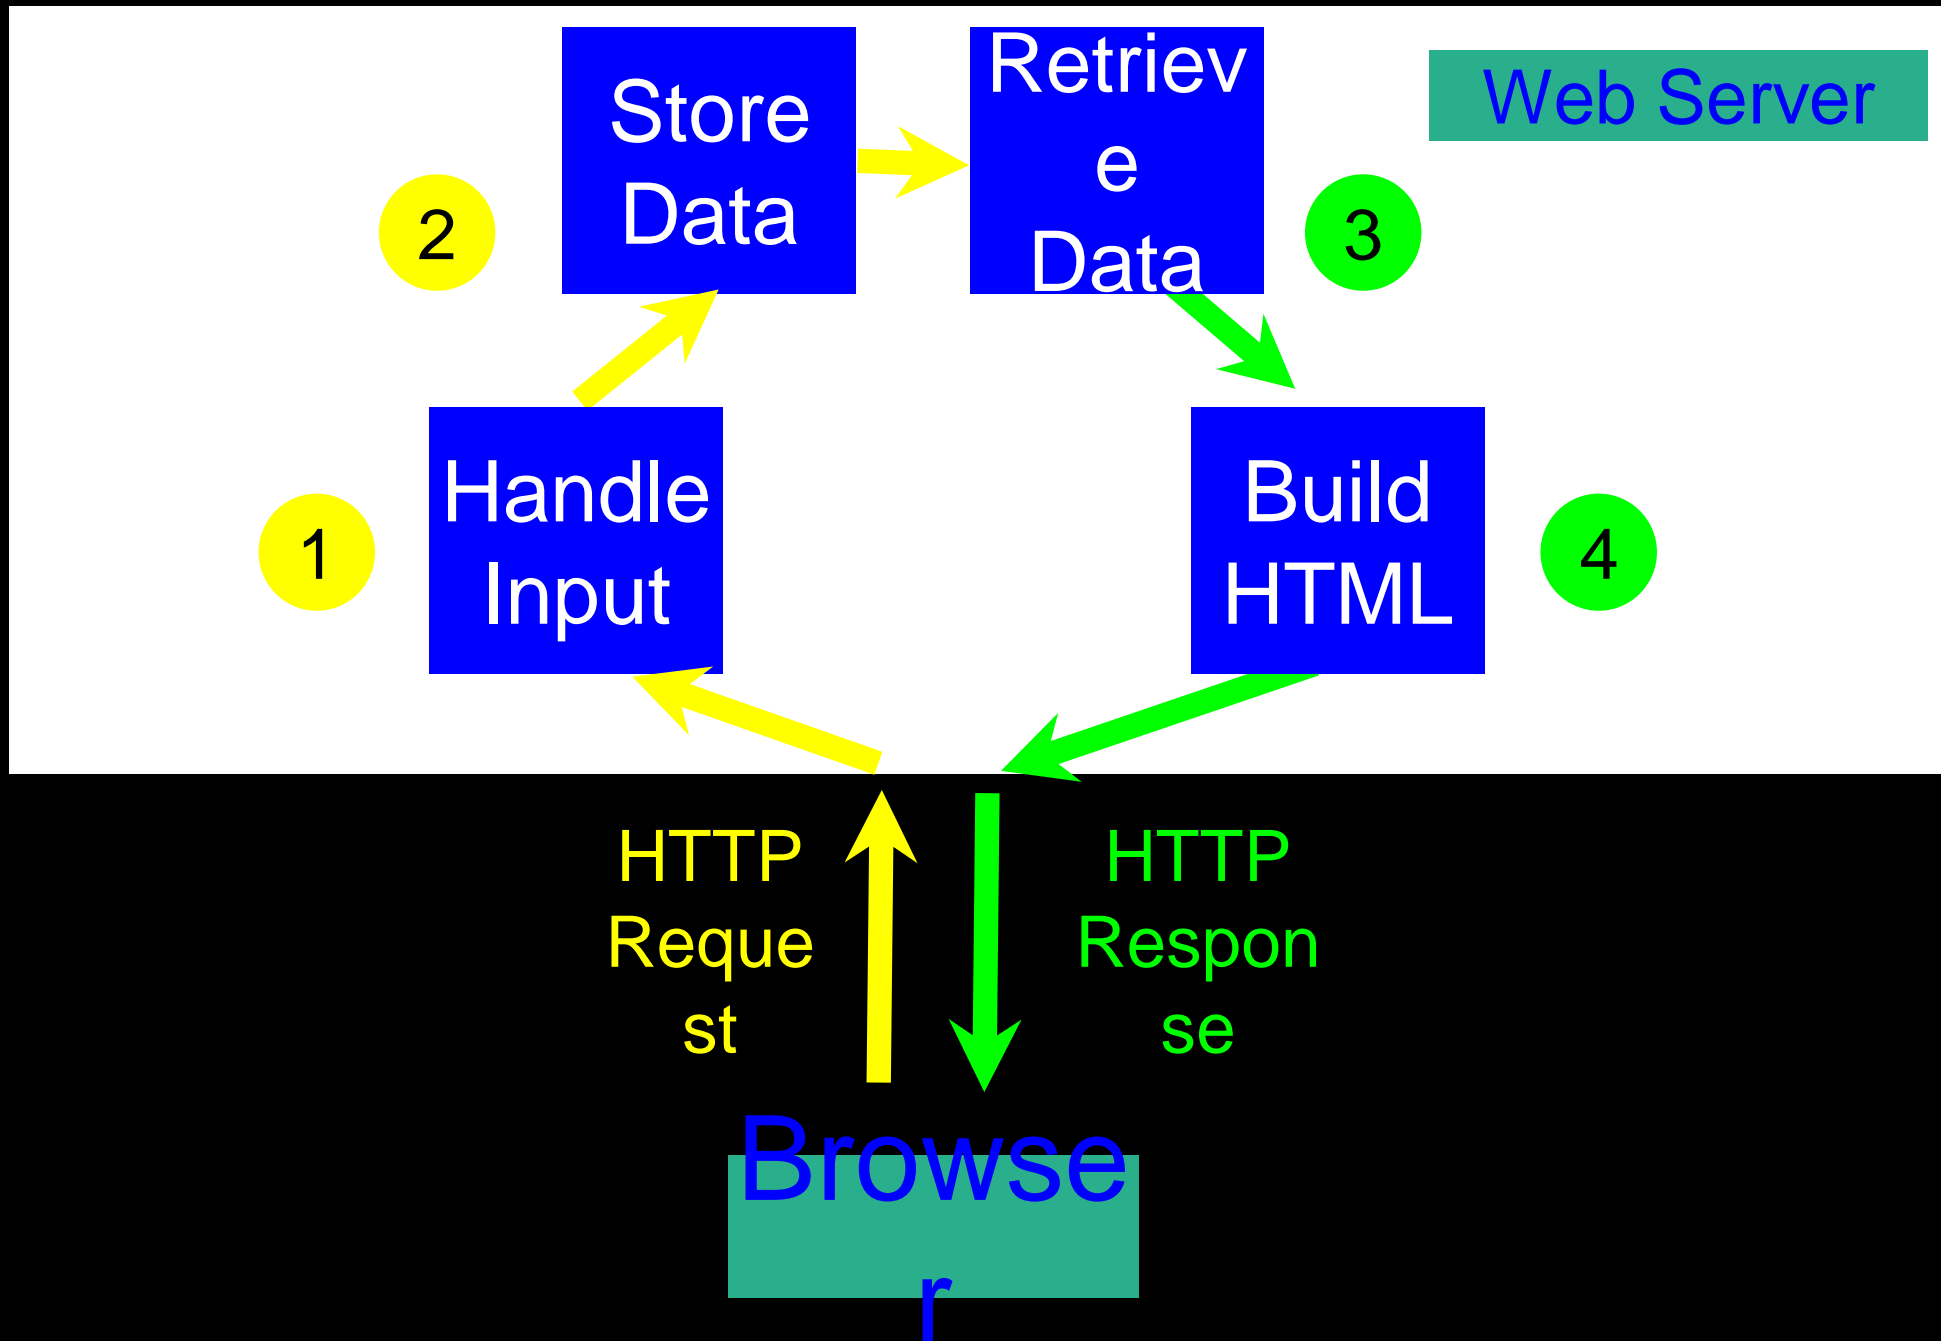 Store
Data
Retriev
e
Data
Web Server
2
3
Handle
Input
Build
HTML
1
4
HTTP
Reque
st
HTTP
Respon
se
Browse
r